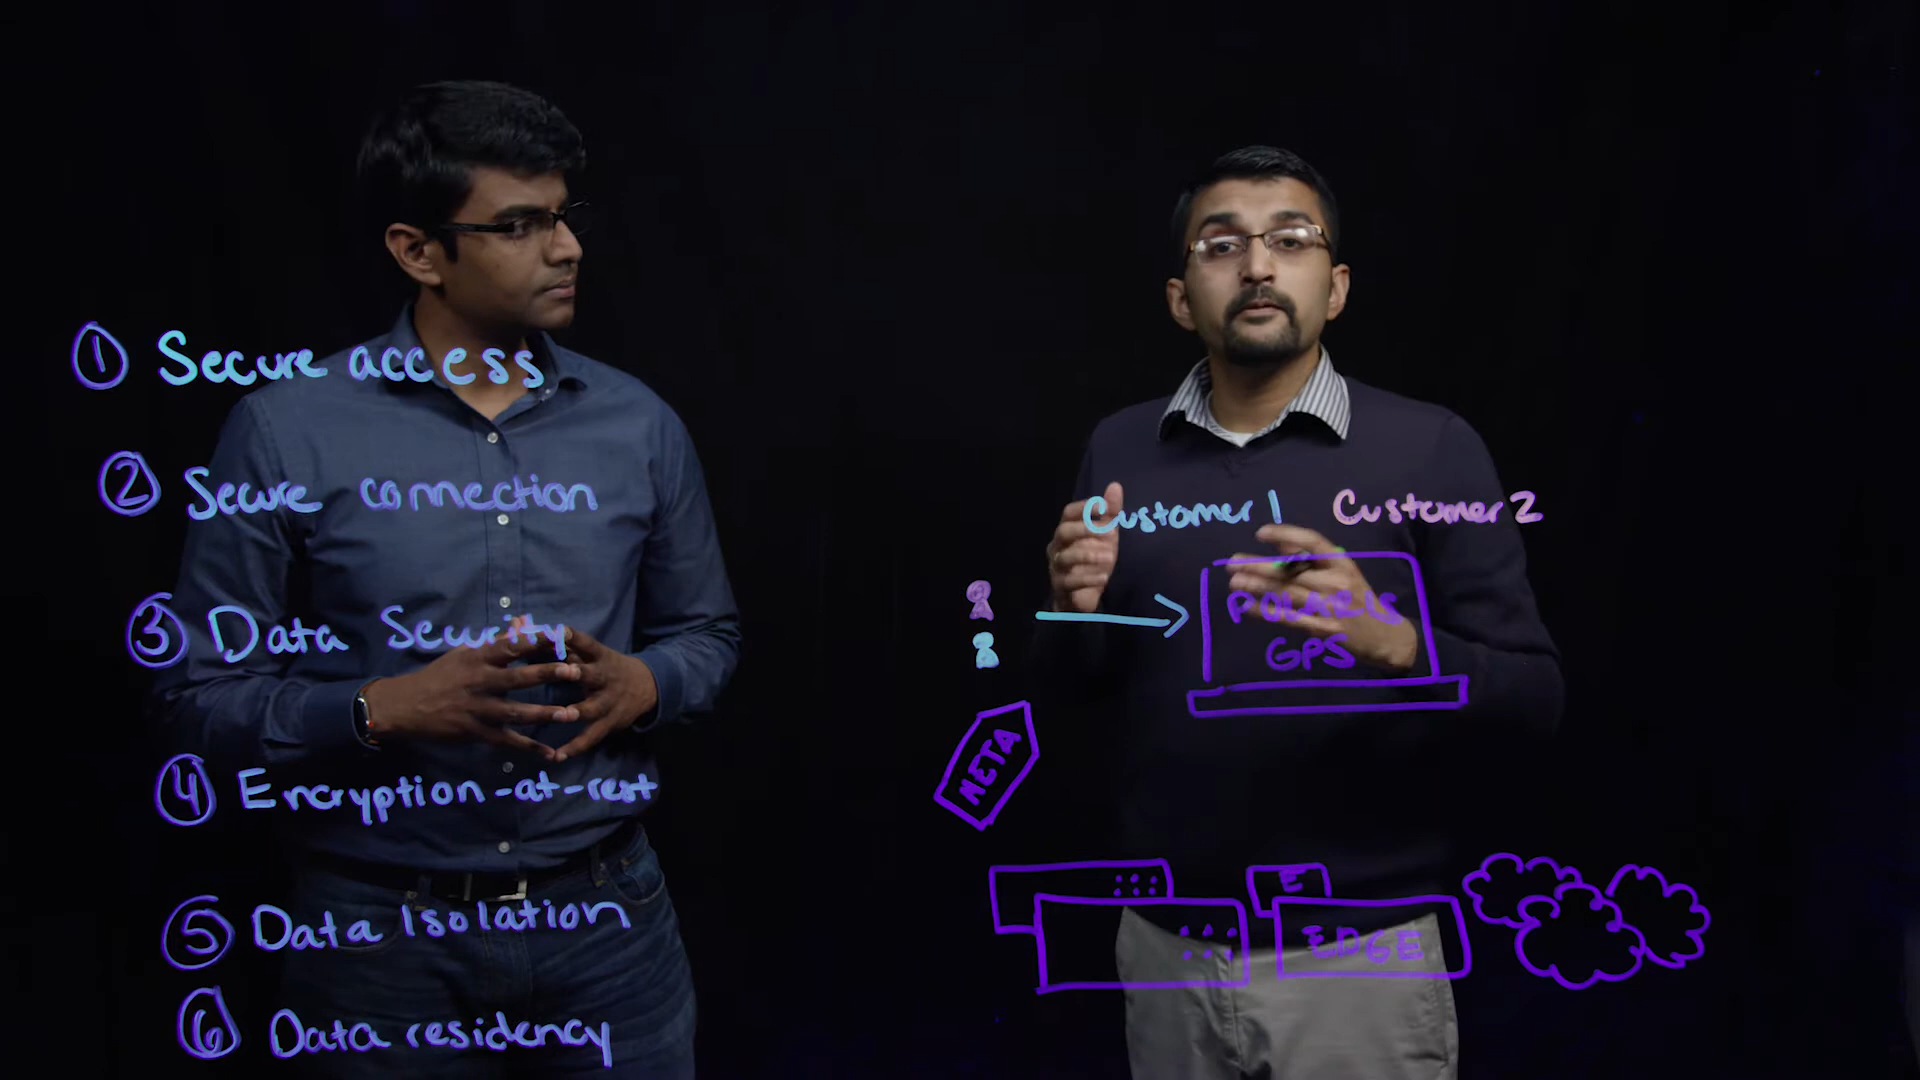 1 Secure access
2 Secure connection
3 Data Security
4 Encryption-at-rest
5 Data Isolation
6 Data residency
Customer 1 Customer 2
POLARIS
GPS
META
E
EDGE